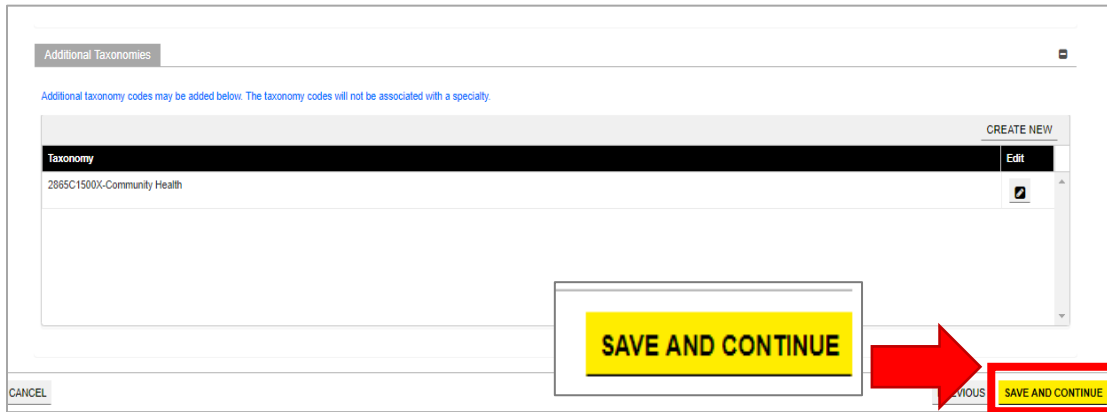 Additional Taxonomies
Additional taxonomy codes may be added below. The taxonomy codes will not be associated with a specialty.
CREATE NEW
Taxonomy Edit
2865C1500X-Community Health
SAVE AND CONTINUE
CANCEL SAVE AND CONTINUE